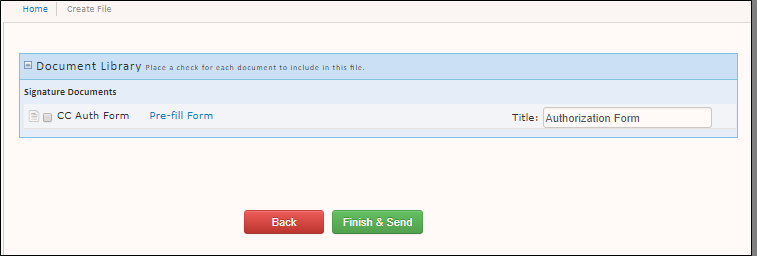 Home Create File
Document Library Place a check for each document to include in this file.
Signature Documents
CC Auth Form Pre-fill Form Title: Authorization Form
Back Finish & Send